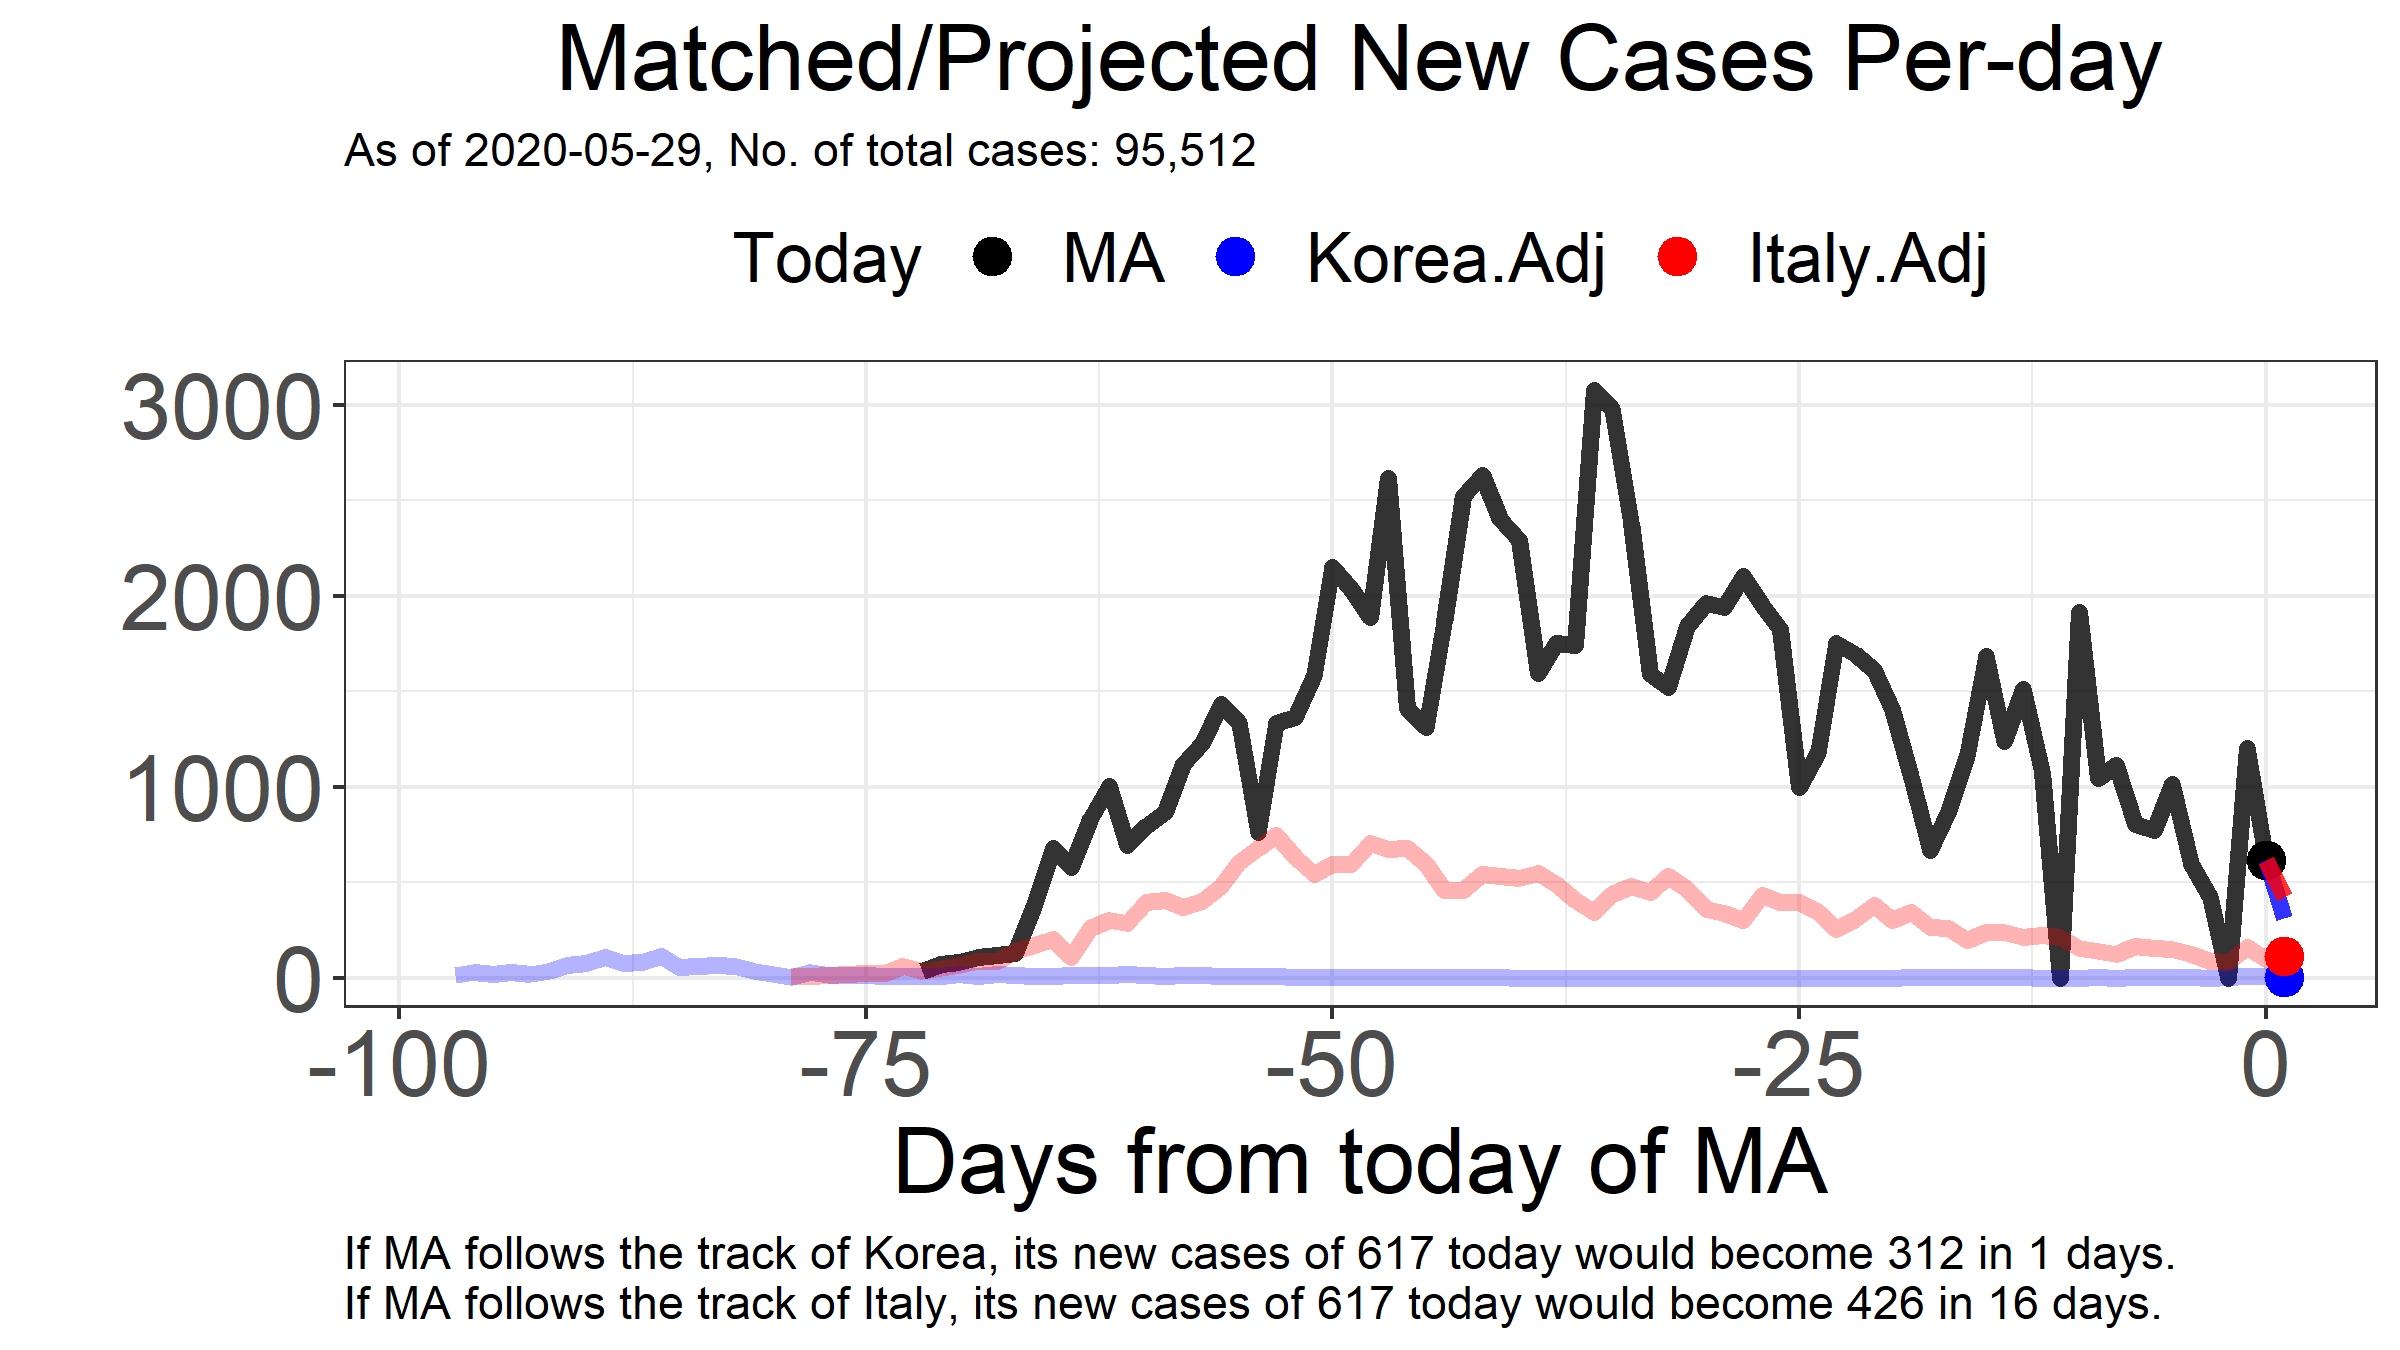 Matched/Projected New Cases Per-day
As of 2020-05-29, No. of total cases: 95,512
Today MA Korea.Adj Italy.Adj
3000
2000
1000
0
-100 -75 -50 -25 0
Days from today of MA
If MA follows the track of Korea, its new cases of 617 today would become 312 in 1 days.
If MA follows the track of Italy, its new cases of 617 today would become 426 in 16 days.